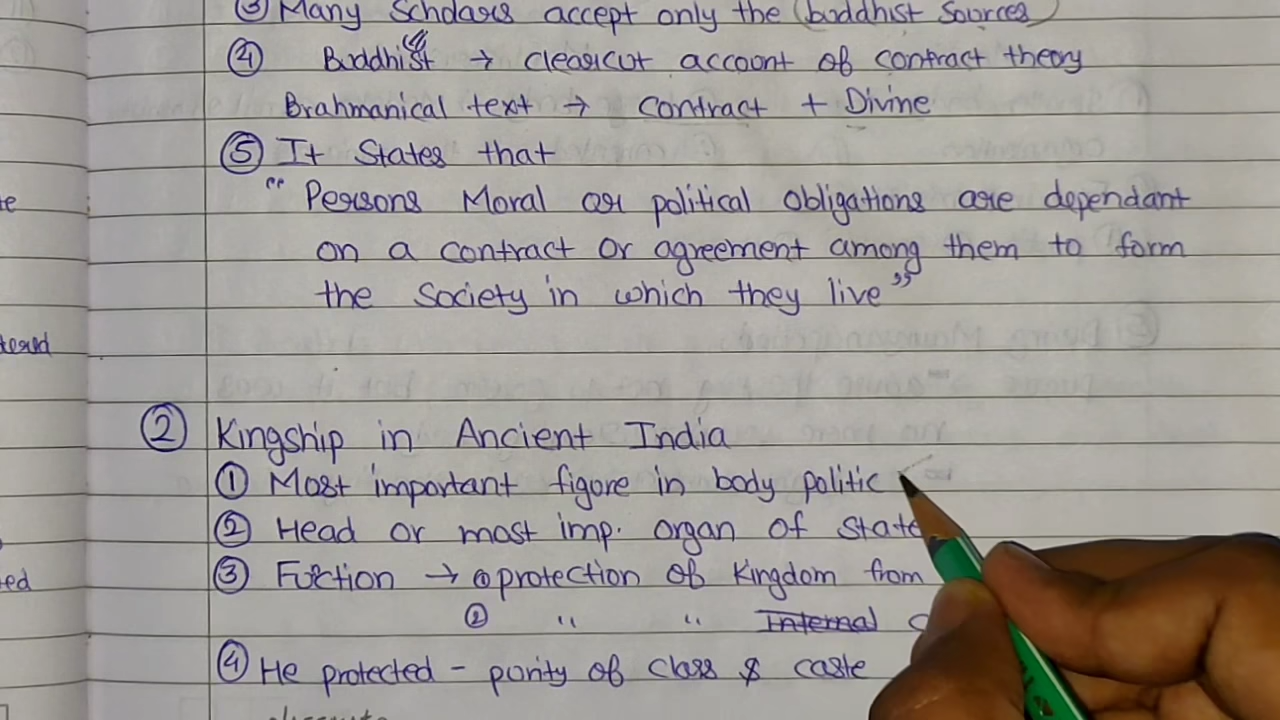 ③ Many Scholars accept only the (buddhist Sources)
④ Buddhist → clearcut account of contract theory
Brahmanical text → contract + Divine
⑤ It States that
"Persons Moral or political obligations are dependant
on a contract or agreement among them to form
the Society in which they live"
② Kingship in Ancient India
① Most important figore in body politic
② Head or most imp. organ of State
③ Fuction → ① protection of Kingdom from
② " " Internal
④ He protected - purity of class & caste